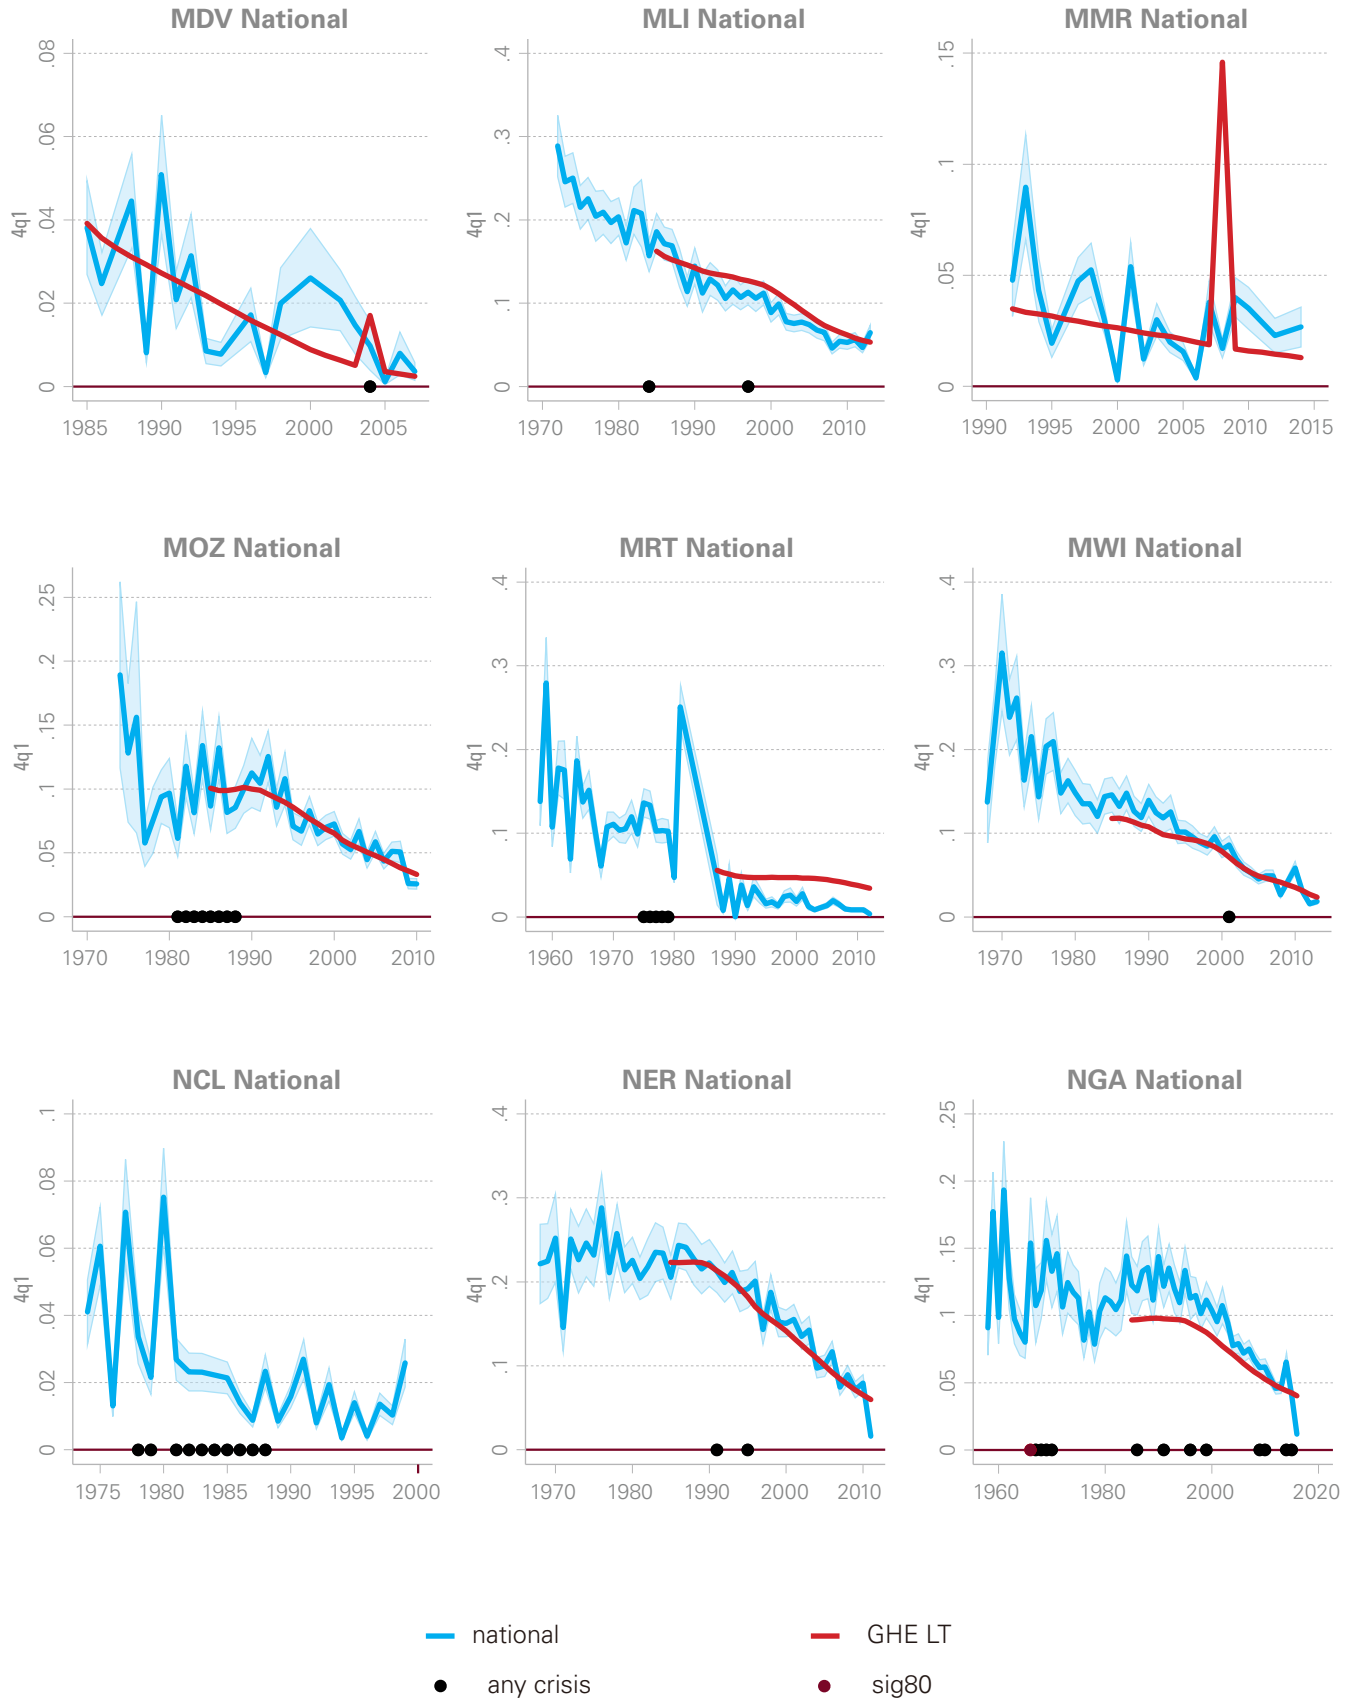 MDV National MLI National MMR National
4q1 .08 .06 .04 .02 0
1985 1990 1995 2000 2005
4q1 .4 .3 .2 .1 0
1970 1980 1990 2000 2010
4q1 .15 .1 .05 0
1990 1995 2000 2005 2010 2015
MOZ National MRT National MWI National
4q1 .25 .2 .15 .1 .05 0
1970 1980 1990 2000 2010
4q1 .4 .3 .2 .1 0
1960 1970 1980 1990 2000 2010
4q1 .4 .3 .2 .1 0
1970 1980 1990 2000 2010
NCL National NER National NGA National
4q1 .1 .08 .06 .04 .02 0
1975 1980 1985 1990 1995 2000
4q1 .4 .3 .2 .1 0
1970 1980 1990 2000 2010
4q1 .25 .2 .15 .1 .05 0
1960 1980 2000 2020
national GHE LT
any crisis sig80